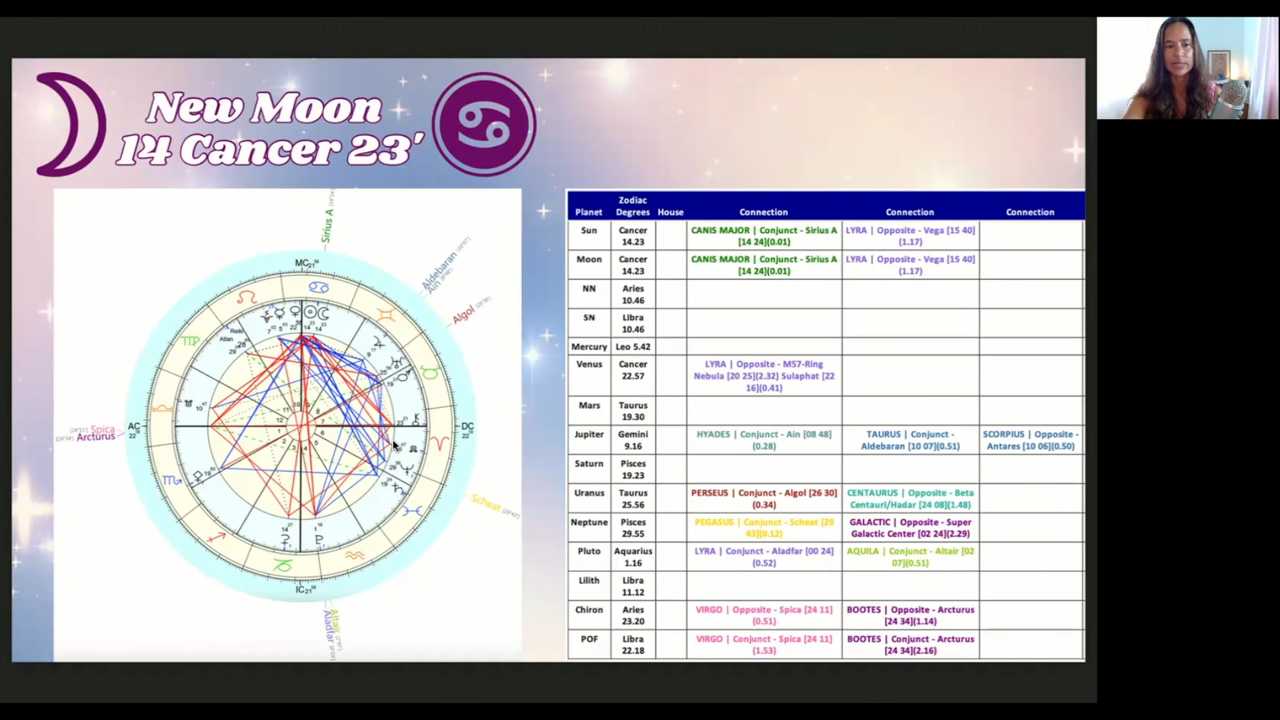 New Moon
14 Cancer 23'
Sirius A
Aldebaran
Ain
Algol
MC
Regul
Alan
AC
Spica
Arcturus
DC
Scheat
IC
Altair
Aladfar
Planet Zodiac Degrees House Connection Connection Connection
Sun Cancer 14.23 CANIS MAJOR | Conjunct - Sirius A [14 24](0.01) LYRA | Opposite - Vega [15 40] (1.17)
Moon Cancer 14.23 CANIS MAJOR | Conjunct - Sirius A [14 24](0.01) LYRA | Opposite - Vega [15 40] (1.17)
NN Aries 10.46
SN Libra 10.46
Mercury Leo 5.42
Venus Cancer 22.57 LYRA | Opposite - M57-Ring Nebula [20 25](2.32) Sulaphat [22 16](0.41)
Mars Taurus 19.30
Jupiter Gemini 9.16 HYADES | Conjunct - Ain [08 48] (0.28) TAURUS | Conjunct - Aldebaran [10 07](0.51) SCORPIUS | Opposite - Antares [10 06](0.50)
Saturn Pisces 19.23
Uranus Taurus 25.56 PERSEUS | Conjunct - Algol [26 30] (0.34) CENTAURUS | Opposite - Beta Centauri/Hadar [24 08](1.48)
Neptune Pisces 29.55 PEGASUS | Conjunct - Scheat [29 43](0.12) GALACTIC | Opposite - Super Galactic Center [02 24](2.29)
Pluto Aquarius 1.16 LYRA | Conjunct - Aladfar [00 24] (0.52) AQUILA | Conjunct - Altair [02 07](0.51)
Lilith Libra 11.12
Chiron Aries 23.20 VIRGO | Opposite - Spica [24 11] (0.51) BOOTES | Opposite - Arcturus [24 34](1.14)
POF Libra 22.18 VIRGO | Conjunct - Spica [24 11] (1.53) BOOTES | Conjunct - Arcturus [24 34](2.16)